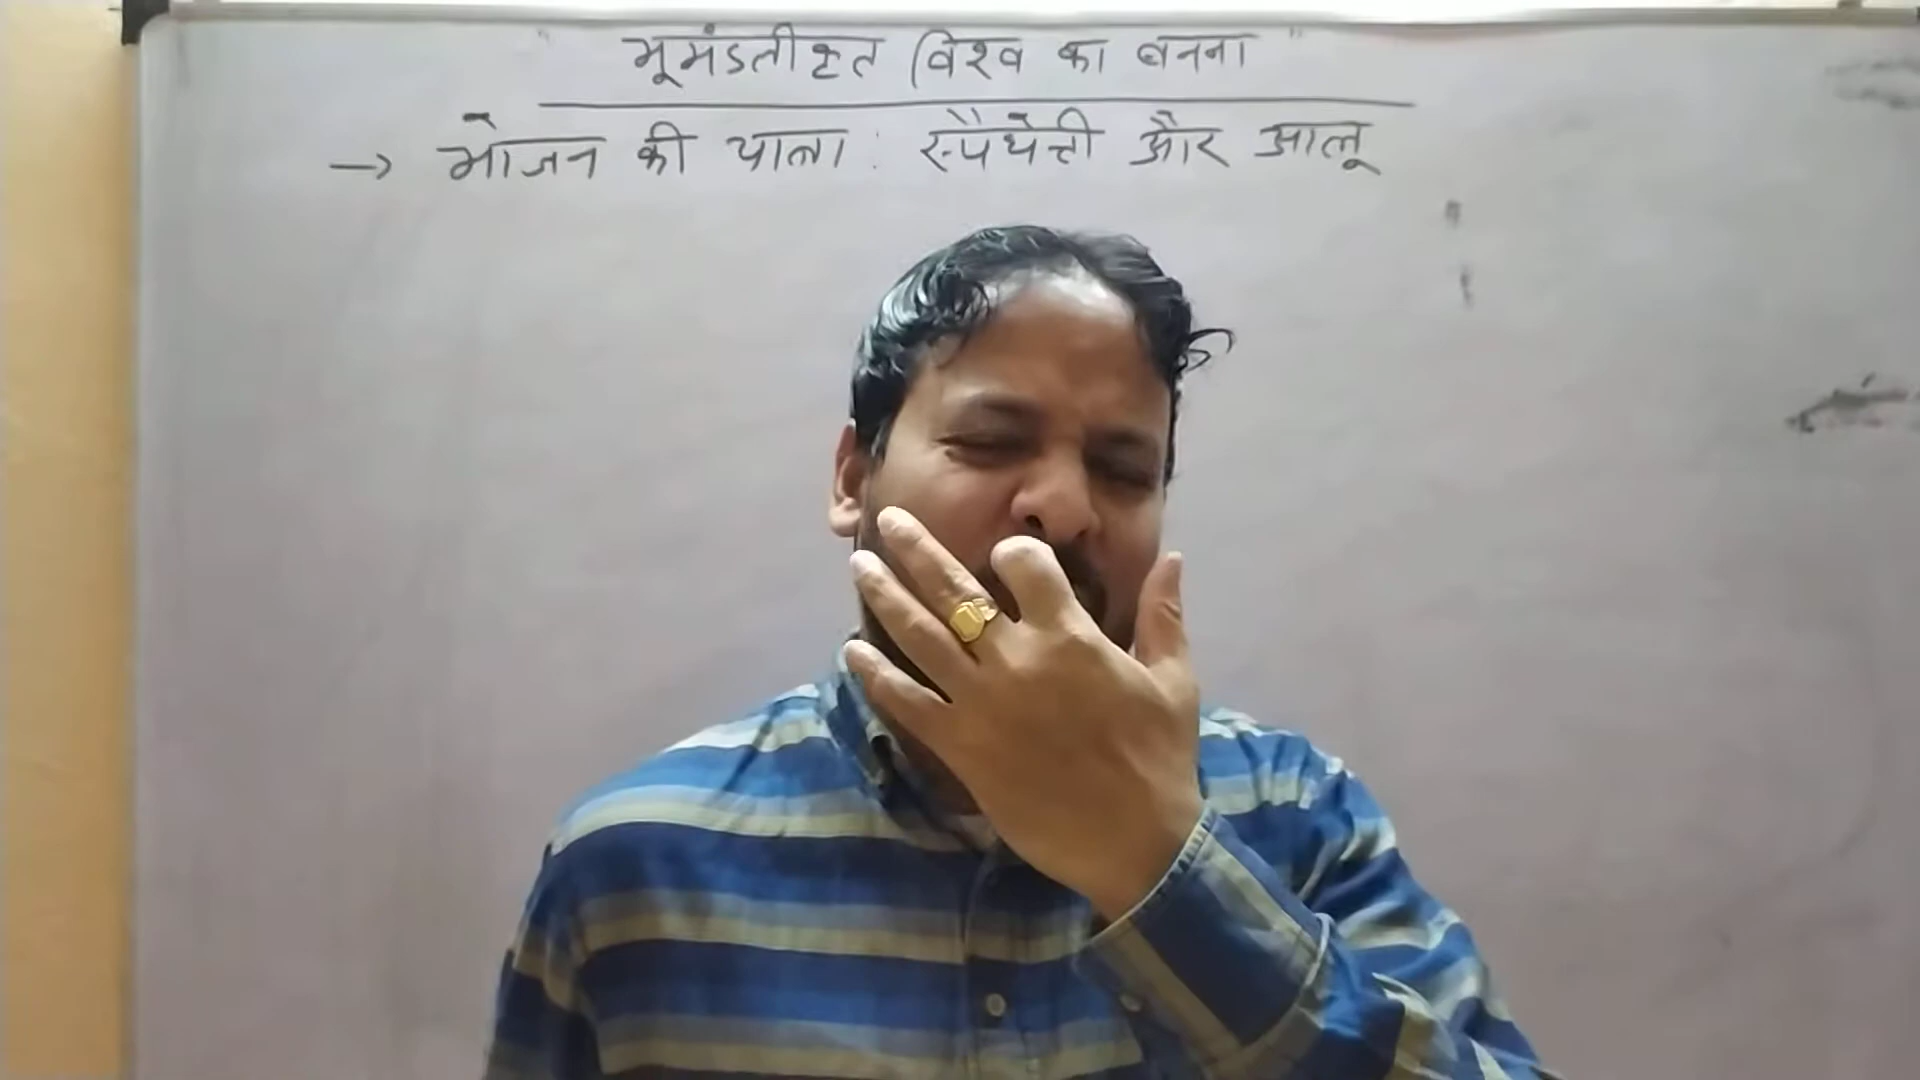 "भूमंडलीकृत विश्व का बनना"
→ भोजन की यात्रा : स्पैघेत्ती और आलू